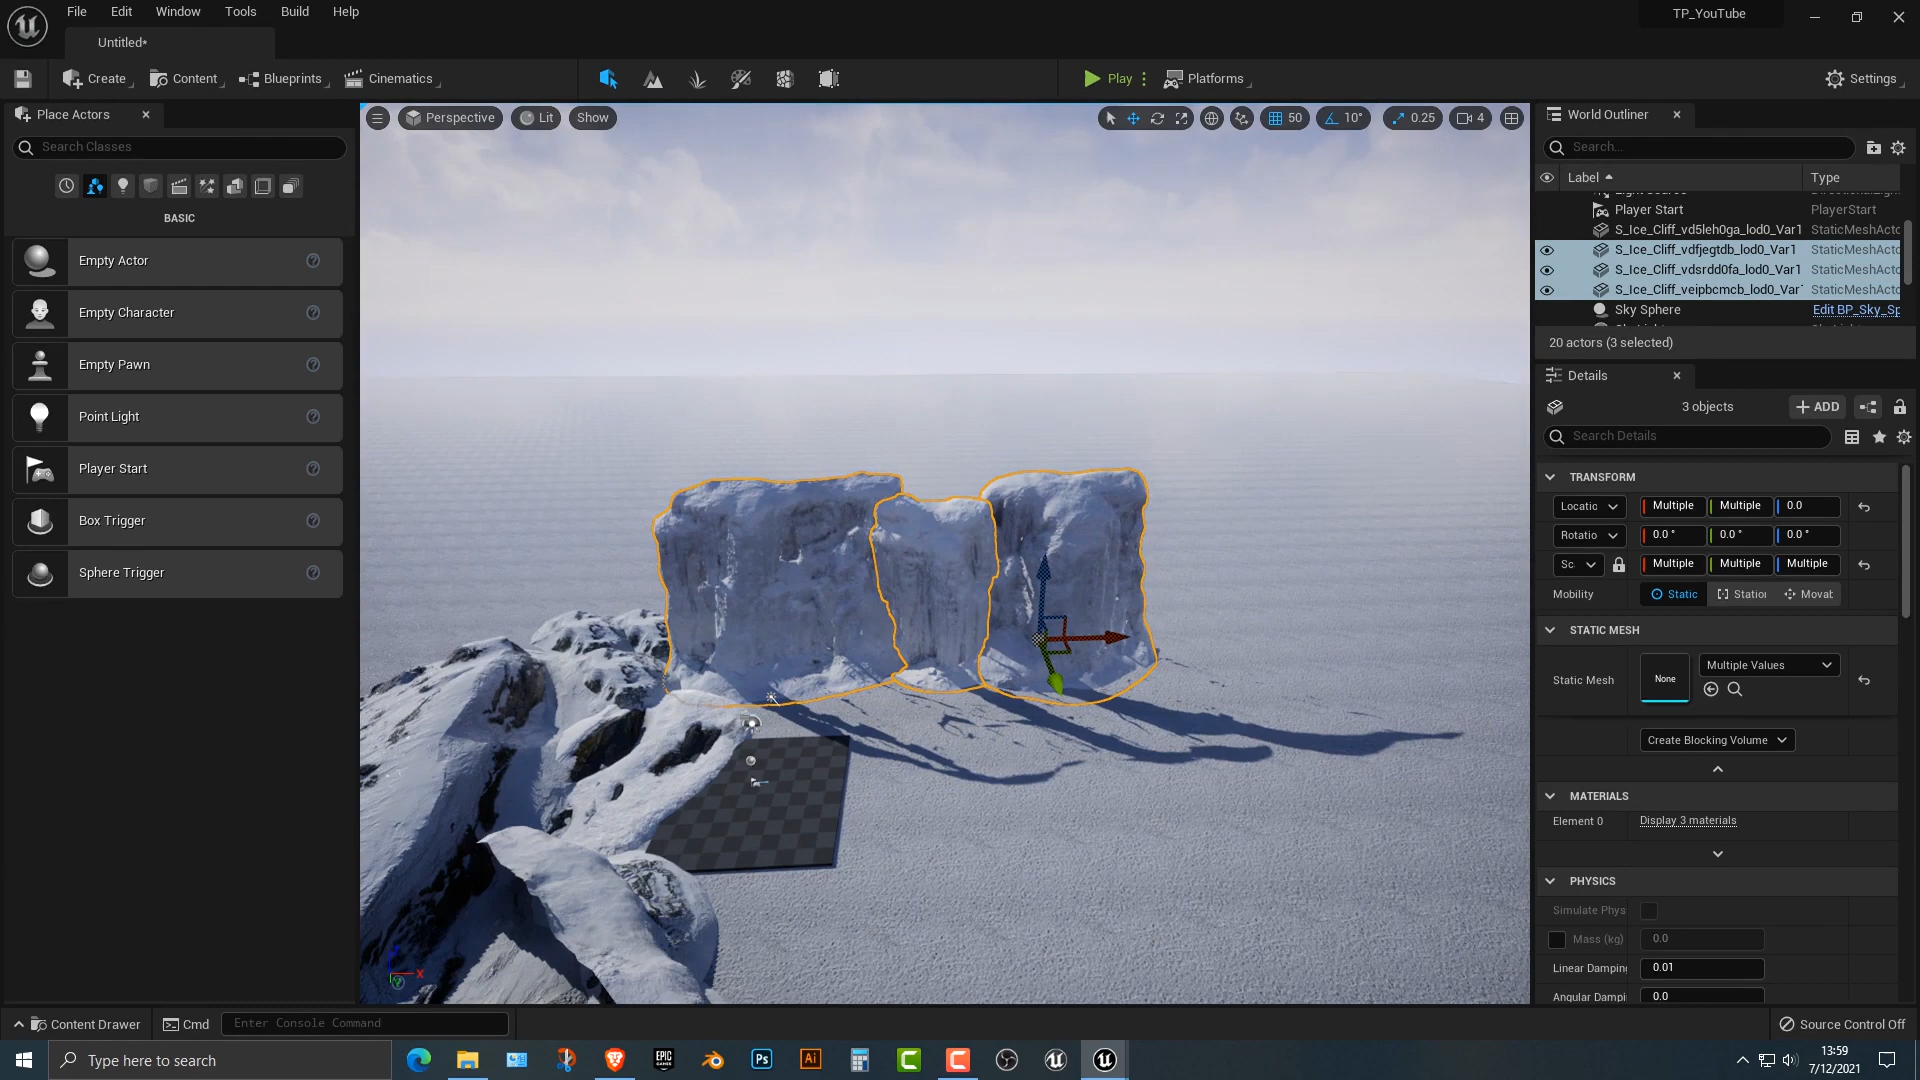 File Edit Window Tools Build Help
TP_YouTube
Untitled*
Create Content Blueprints Cinematics Play Platforms Settings
Place Actors
Search Classes
BASIC
Empty Actor
Empty Character
Empty Pawn
Point Light
Player Start
Box Trigger
Sphere Trigger
Perspective Lit Show
50 10° 0.25 4
World Outliner
Search...
Label Type
Player Start PlayerStart
S_Ice_Cliff_vd5leh0ga_lod0_Var1 StaticMeshActo
S_Ice_Cliff_vdfjegtdb_lod0_Var1 StaticMeshActo
S_Ice_Cliff_vdsrdd0fa_lod0_Var1 StaticMeshActo
S_Ice_Cliff_veipbcmcb_lod0_Var StaticMeshActo
Sky Sphere Edit BP_Sky_Sp
20 actors (3 selected)
Details
3 objects ADD
Search Details
TRANSFORM
Locatio Multiple Multiple 0.0
Rotatio 0.0 ° 0.0 ° 0.0 °
Sc Multiple Multiple Multiple
Mobility Static Station Movab
STATIC MESH
Static Mesh None Multiple Values
Create Blocking Volume
MATERIALS
Element 0 Display 3 materials
PHYSICS
Simulate Phys
Mass (kg) 0.0
Linear Damping 0.01
Angular Dampi 0.0
X
Content Drawer Cmd Enter Console Command
Source Control Off
Type here to search
EPIC GAMES
Ps
Ai
13:59
7/12/2021